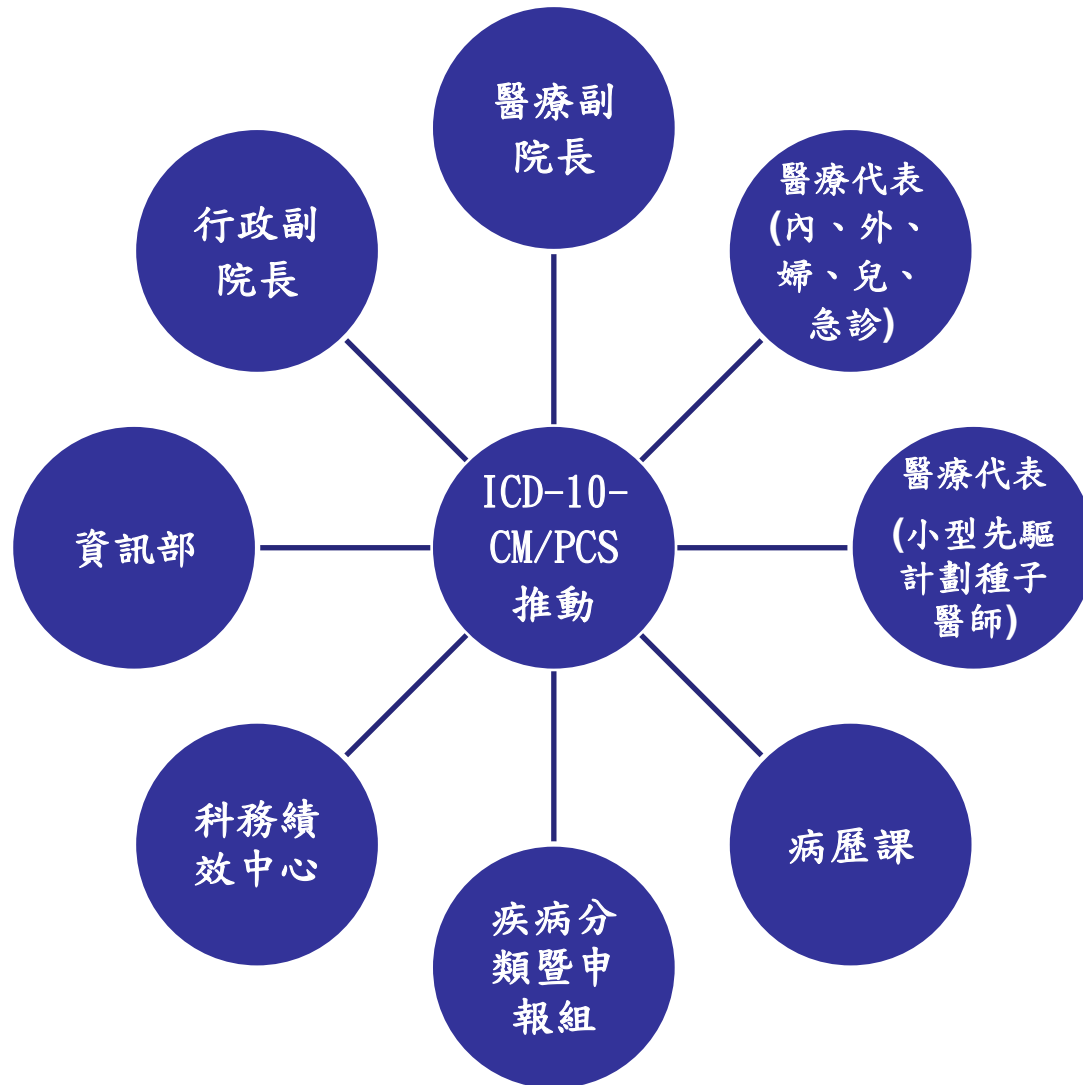 醫療副
院長
醫療代表
(內、外、
婦、兒、
急診)
醫療代表
(小型先驅
計劃種子
醫師)
病歷課
疾病分
類暨申
報組
科務績
效中心
資訊部
行政副
院長
ICD-10-
CM/PCS
推動